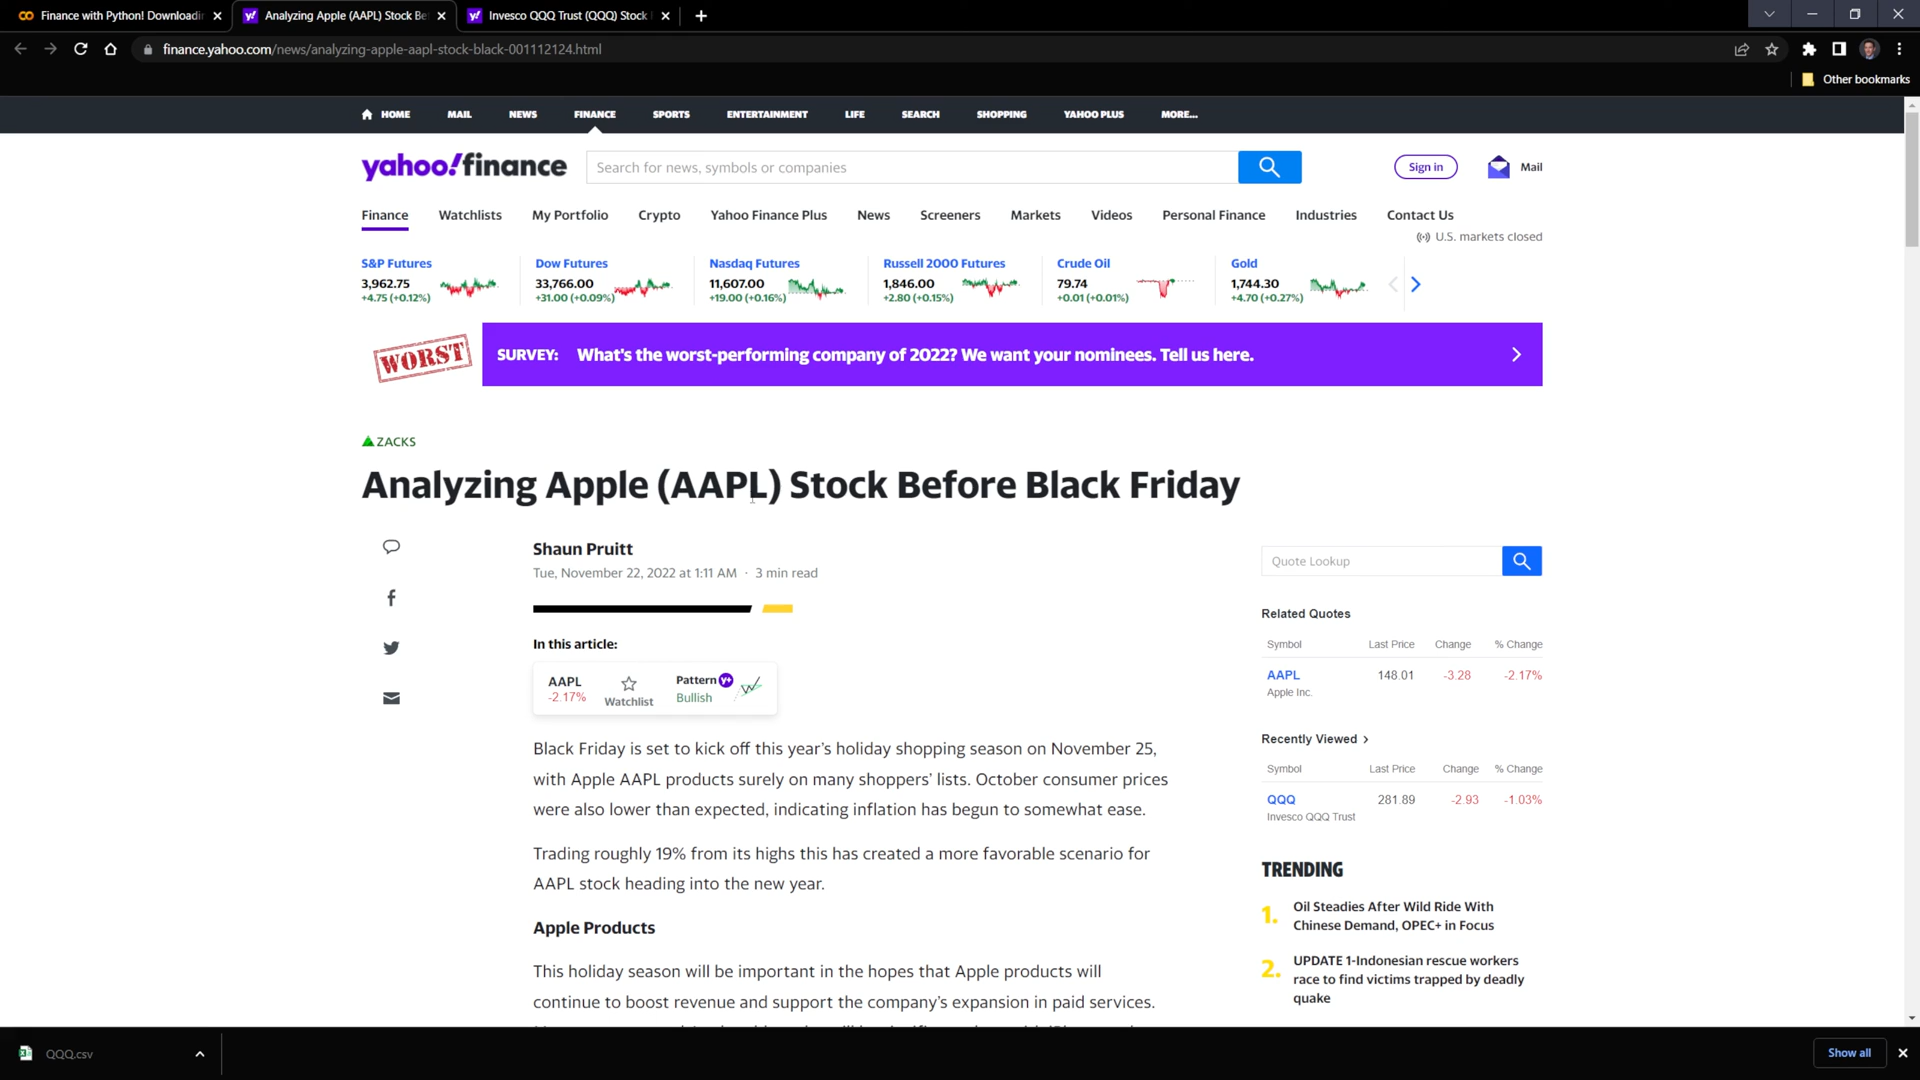 Finance with Python! Downloadin
Analyzing Apple (AAPL) Stock Be
Invesco QQQ Trust (QQQ) Stock
finance.yahoo.com/news/analyzing-apple-aapl-stock-black-001112124.html
Other bookmarks
HOME MAIL NEWS FINANCE SPORTS ENTERTAINMENT LIFE SEARCH SHOPPING YAHOO PLUS MORE...
yahoo!finance
Search for news, symbols or companies
Sign in
Mail
Finance Watchlists My Portfolio Crypto Yahoo Finance Plus News Screeners Markets Videos Personal Finance Industries Contact Us
U.S. markets closed
S&P Futures
3,962.75
+4.75 (+0.12%)
Dow Futures
33,766.00
+31.00 (+0.09%)
Nasdaq Futures
11,607.00
+19.00 (+0.16%)
Russell 2000 Futures
1,846.00
+2.80 (+0.15%)
Crude Oil
79.74
+0.01 (+0.01%)
Gold
1,744.30
+4.70 (+0.27%)
WORST
SURVEY: What's the worst-performing company of 2022? We want your nominees. Tell us here.
ZACKS
Analyzing Apple (AAPL) Stock Before Black Friday
Shaun Pruitt
Tue, November 22, 2022 at 1:11 AM · 3 min read
In this article:
AAPL
-2.17%
Watchlist
Pattern Y+
Bullish
Black Friday is set to kick off this year's holiday shopping season on November 25,
with Apple AAPL products surely on many shoppers' lists. October consumer prices
were also lower than expected, indicating inflation has begun to somewhat ease.
Trading roughly 19% from its highs this has created a more favorable scenario for
AAPL stock heading into the new year.
Apple Products
This holiday season will be important in the hopes that Apple products will
continue to boost revenue and support the company's expansion in paid services.
Quote Lookup
Related Quotes
Symbol Last Price Change % Change
AAPL 148.01 -3.28 -2.17%
Apple Inc.
Recently Viewed
Symbol Last Price Change % Change
QQQ 281.89 -2.93 -1.03%
Invesco QQQ Trust
TRENDING
1. Oil Steadies After Wild Ride With
Chinese Demand, OPEC+ in Focus
2. UPDATE 1-Indonesian rescue workers
race to find victims trapped by deadly
quake
QQQ.csv
Show all